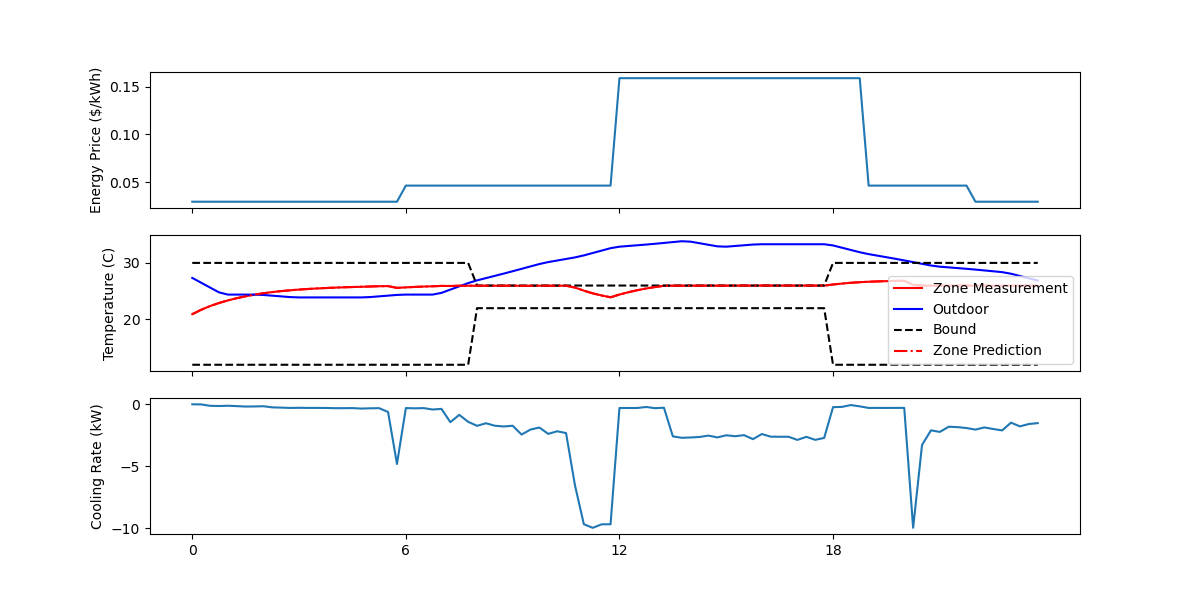 Energy Price ($/kWh)
0.15
0.10
0.05
Temperature (C)
30
20
Zone Measurement
Outdoor
Bound
Zone Prediction
Cooling Rate (kW)
0
−5
−10
0 6 12 18